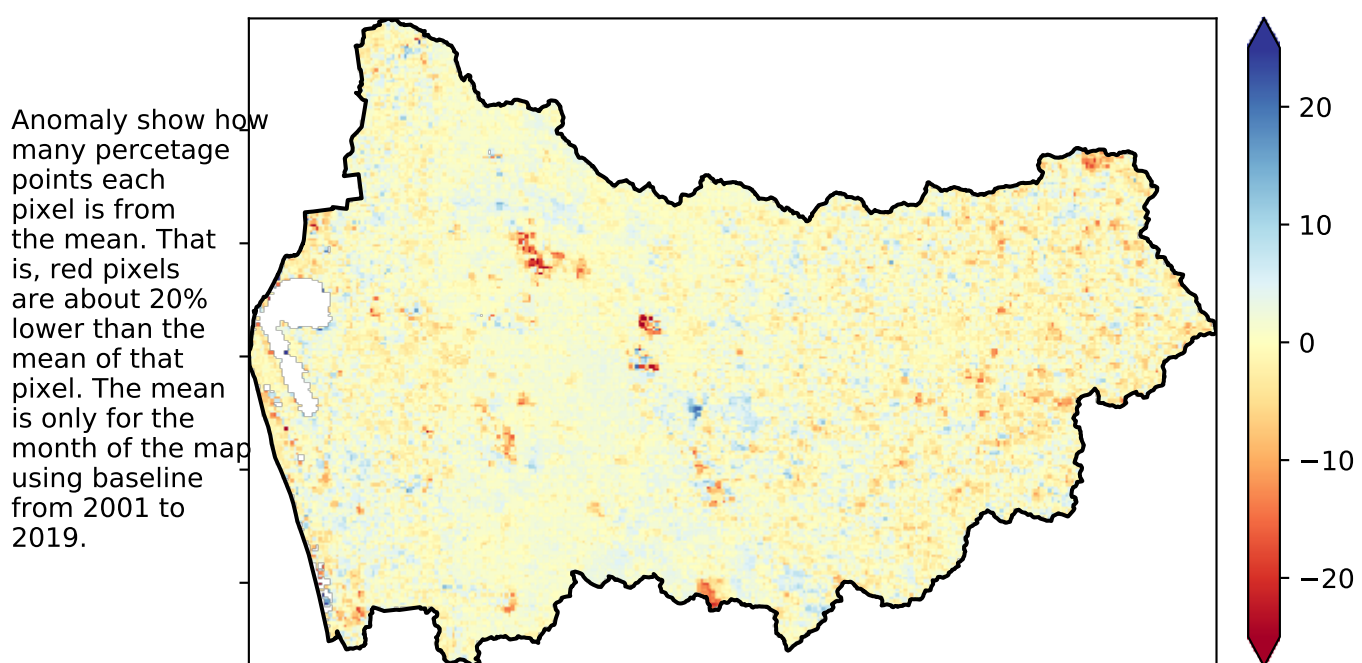 Anomaly show how
many percetage
points each
pixel is from
the mean. That
is, red pixels
are about 20%
lower than the
mean of that
pixel. The mean
is only for the
month of the map
using baseline
from 2001 to
2019.
20
10
0
−10
−20